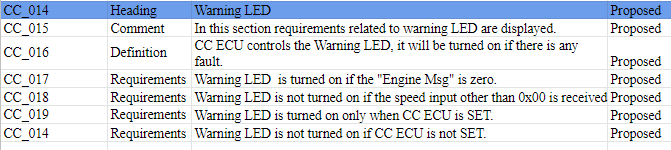 CC_014 Heading Warning LED Proposed
CC_015 Comment In this section requirements related to warning LED are displayed. Proposed
CC_016 Definition CC ECU controls the Warning LED, it will be turned on if there is any
fault. Proposed
CC_017 Requirements Warning LED  is turned on if the "Engine Msg" is zero. Proposed
CC_018 Requirements Warning LED is not turned on if the speed input other than 0x00 is received Proposed
CC_019 Requirements Warning LED is turned on only when CC ECU is SET. Proposed
CC_014 Requirements Warning LED is not turned on if CC ECU is not SET. Proposed